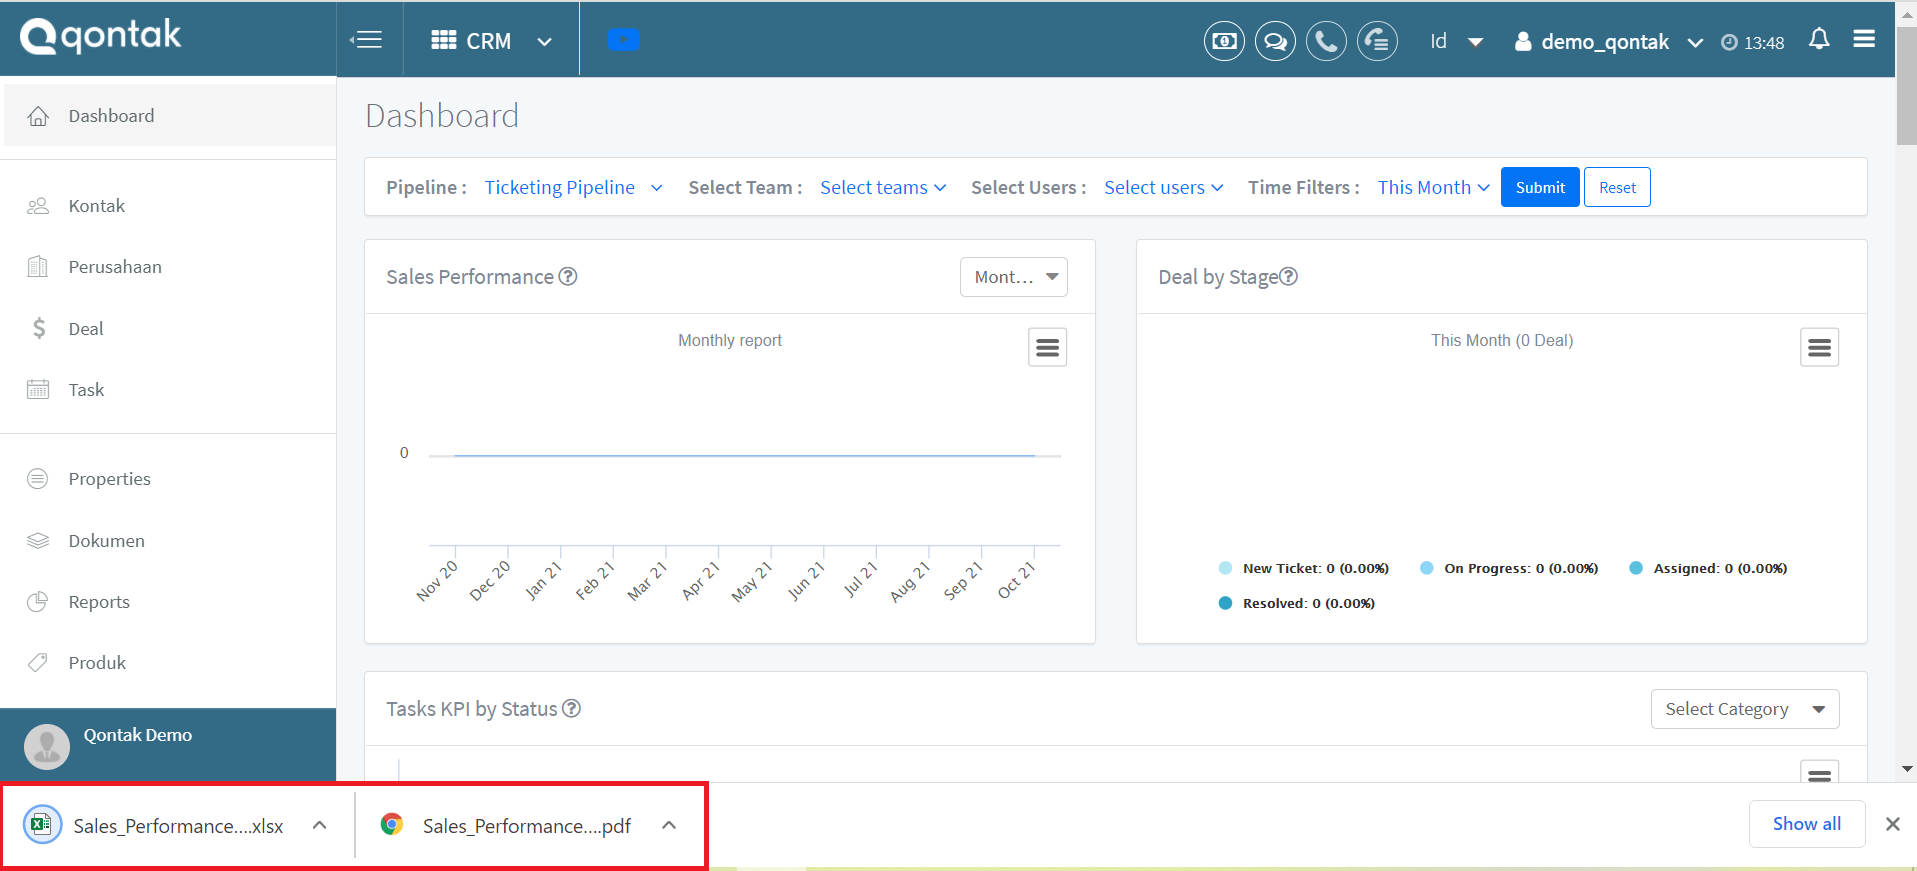 qontak
CRM
Id
demo_qontak
13:48
Dashboard
Kontak
Perusahaan
Deal
Task
Properties
Dokumen
Reports
Produk
Qontak Demo
Dashboard
Pipeline : Ticketing Pipeline Select Team : Select teams Select Users : Select users Time Filters : This Month Submit Reset
Sales Performance ?
Mont...
Monthly report
0
Nov 20 Dec 20 Jan 21 Feb 21 Mar 21 Apr 21 May 21 Jun 21 Jul 21 Aug 21 Sep 21 Oct 21
Deal by Stage ?
This Month (0 Deal)
New Ticket: 0 (0.00%) On Progress: 0 (0.00%) Assigned: 0 (0.00%)
Resolved: 0 (0.00%)
Tasks KPI by Status ?
Select Category
Sales_Performance....xlsx
Sales_Performance....pdf
Show all